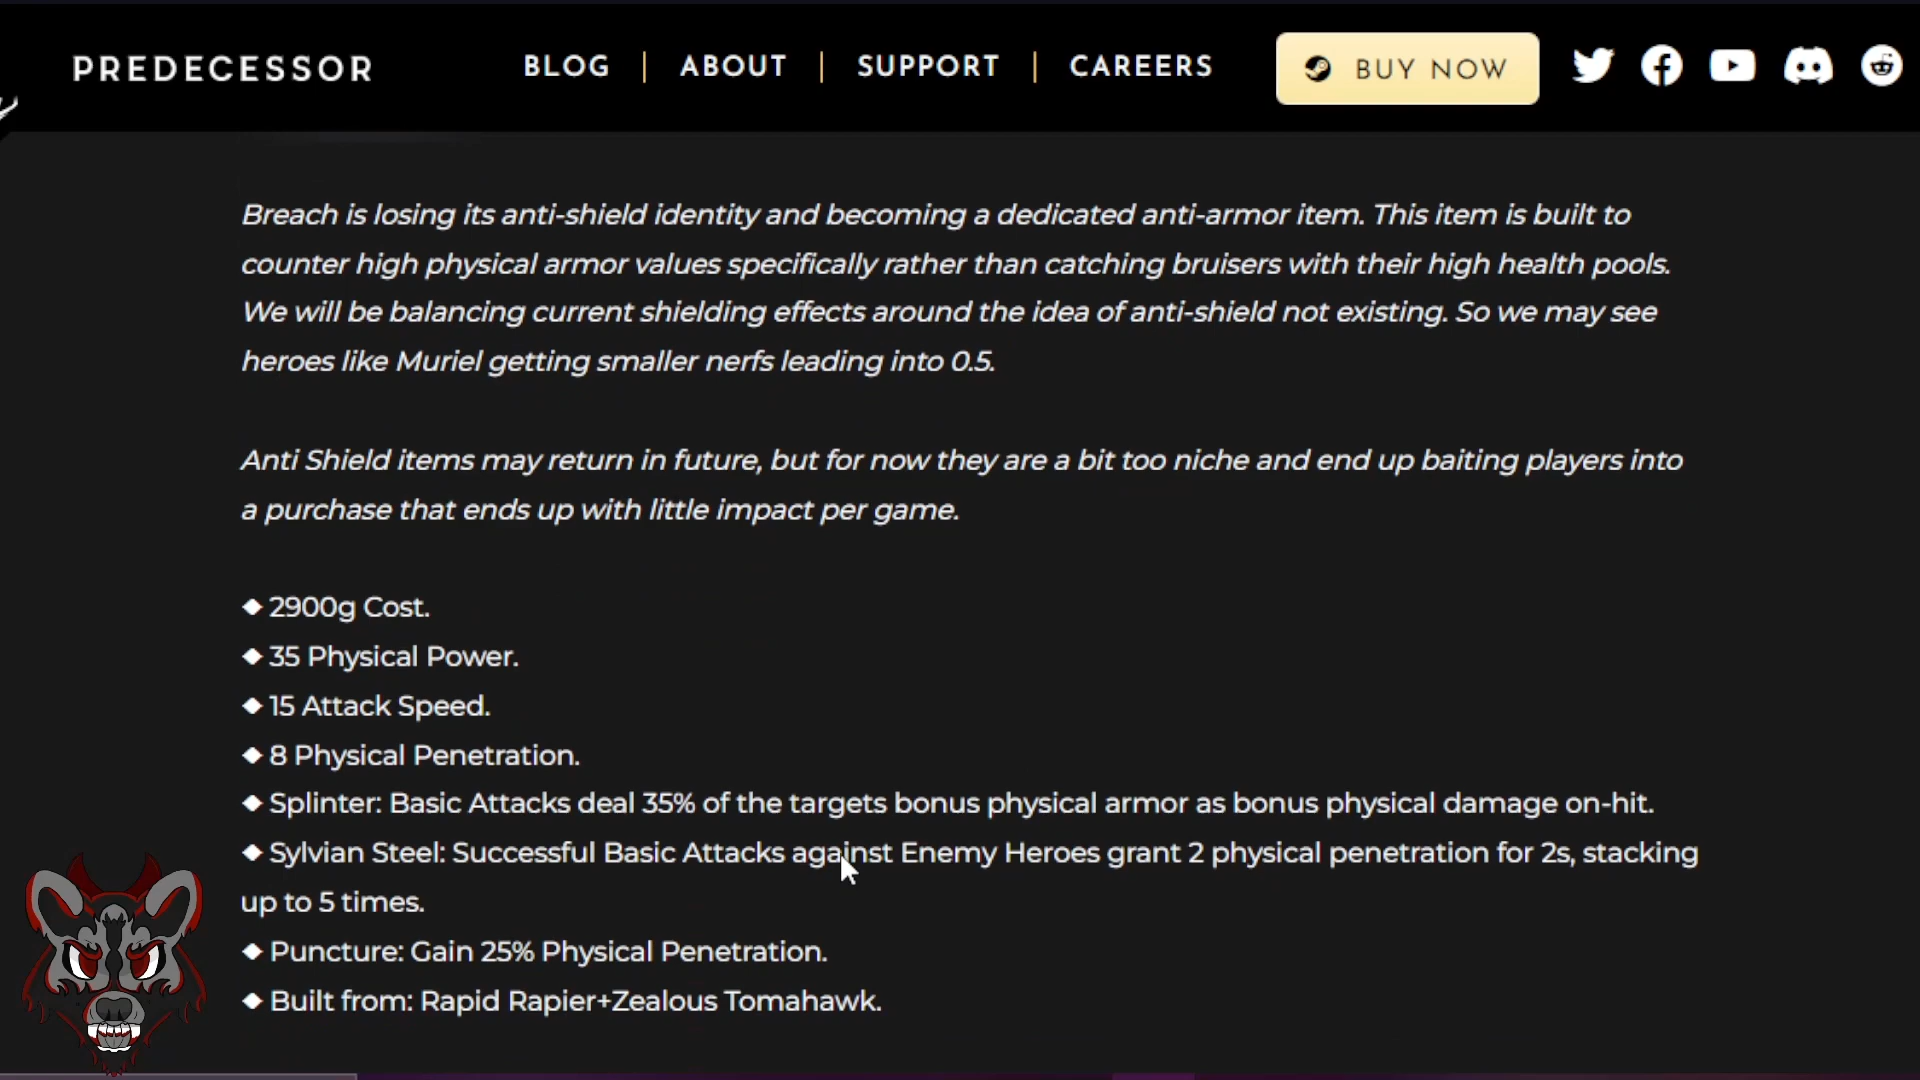 PREDECESSOR
BLOG | ABOUT | SUPPORT | CAREERS
BUY NOW
Breach is losing its anti-shield identity and becoming a dedicated anti-armor item. This item is built to
counter high physical armor values specifically rather than catching bruisers with their high health pools.
We will be balancing current shielding effects around the idea of anti-shield not existing. So we may see
heroes like Muriel getting smaller nerfs leading into 0.5.
Anti Shield items may return in future, but for now they are a bit too niche and end up baiting players into
a purchase that ends up with little impact per game.
◆ 2900g Cost.
◆ 35 Physical Power.
◆ 15 Attack Speed.
◆ 8 Physical Penetration.
◆ Splinter: Basic Attacks deal 35% of the targets bonus physical armor as bonus physical damage on-hit.
◆ Sylvian Steel: Successful Basic Attacks against Enemy Heroes grant 2 physical penetration for 2s, stacking
up to 5 times.
◆ Puncture: Gain 25% Physical Penetration.
◆ Built from: Rapid Rapier+Zealous Tomahawk.